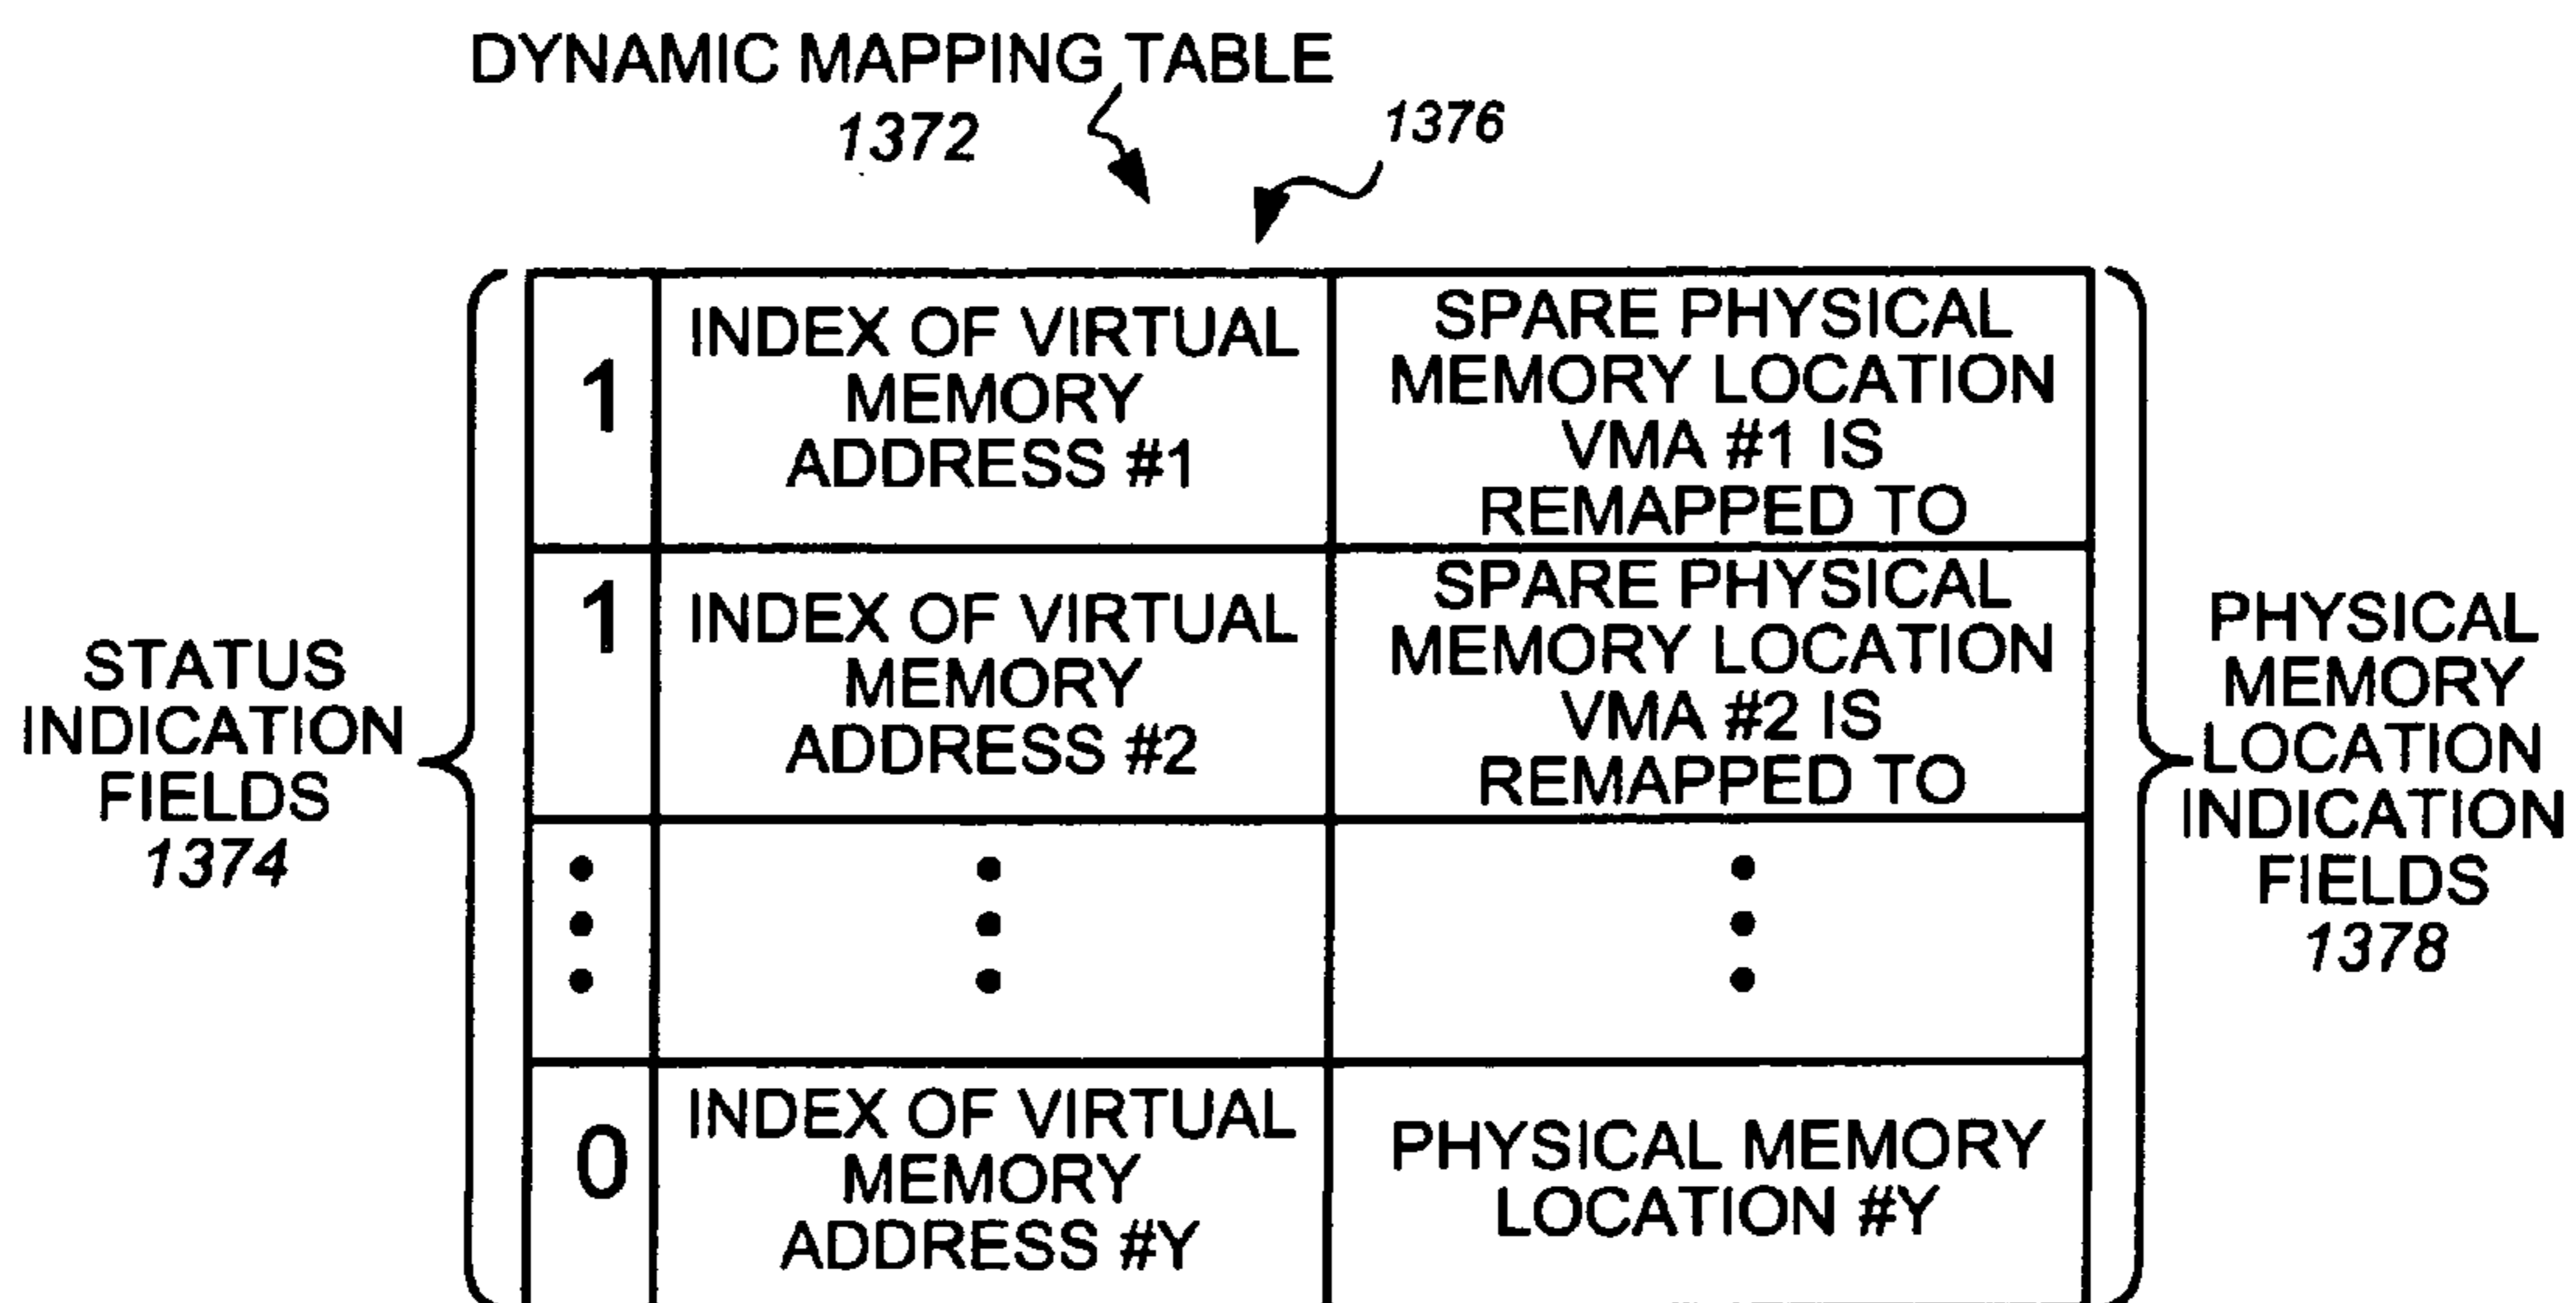 DYNAMIC MAPPING TABLE
1372
1376
STATUS
INDICATION
FIELDS
1374
1
INDEX OF VIRTUAL
MEMORY
ADDRESS #1
SPARE PHYSICAL
MEMORY LOCATION
VMA #1 IS
REMAPPED TO
1
INDEX OF VIRTUAL
MEMORY
ADDRESS #2
SPARE PHYSICAL
MEMORY LOCATION
VMA #2 IS
REMAPPED TO
0
INDEX OF VIRTUAL
MEMORY
ADDRESS #Y
PHYSICAL MEMORY
LOCATION #Y
PHYSICAL
MEMORY
LOCATION
INDICATION
FIELDS
1378